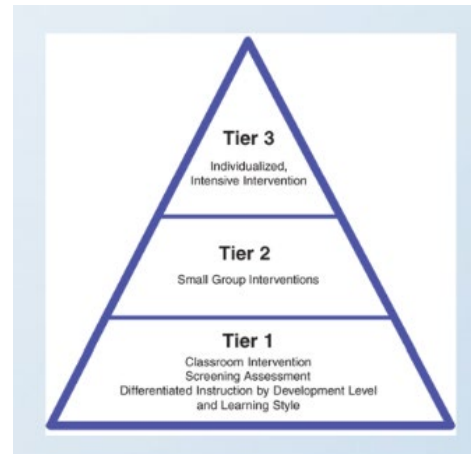 Tier 3
Individualized,
Intensive Intervention
Tier 2
Small Group Interventions
Tier 1
Classroom Intervention
Screening Assessment
Differentiated Instruction by Development Level
and Learning Style